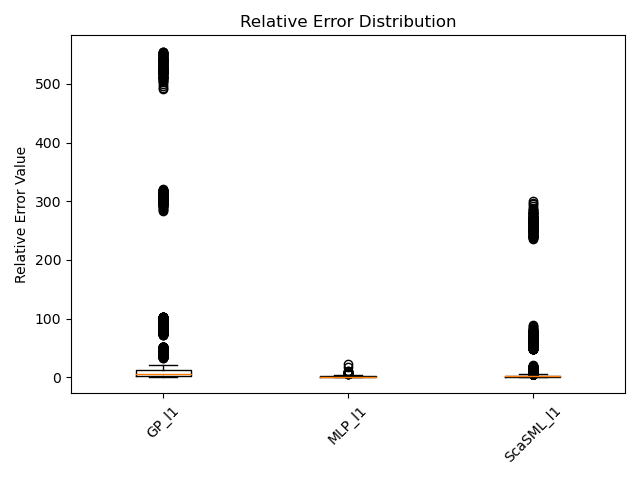 Relative Error Distribution
Relative Error Value
500
400
300
200
100
0
GP_l1
MLP_l1
ScaSML_l1